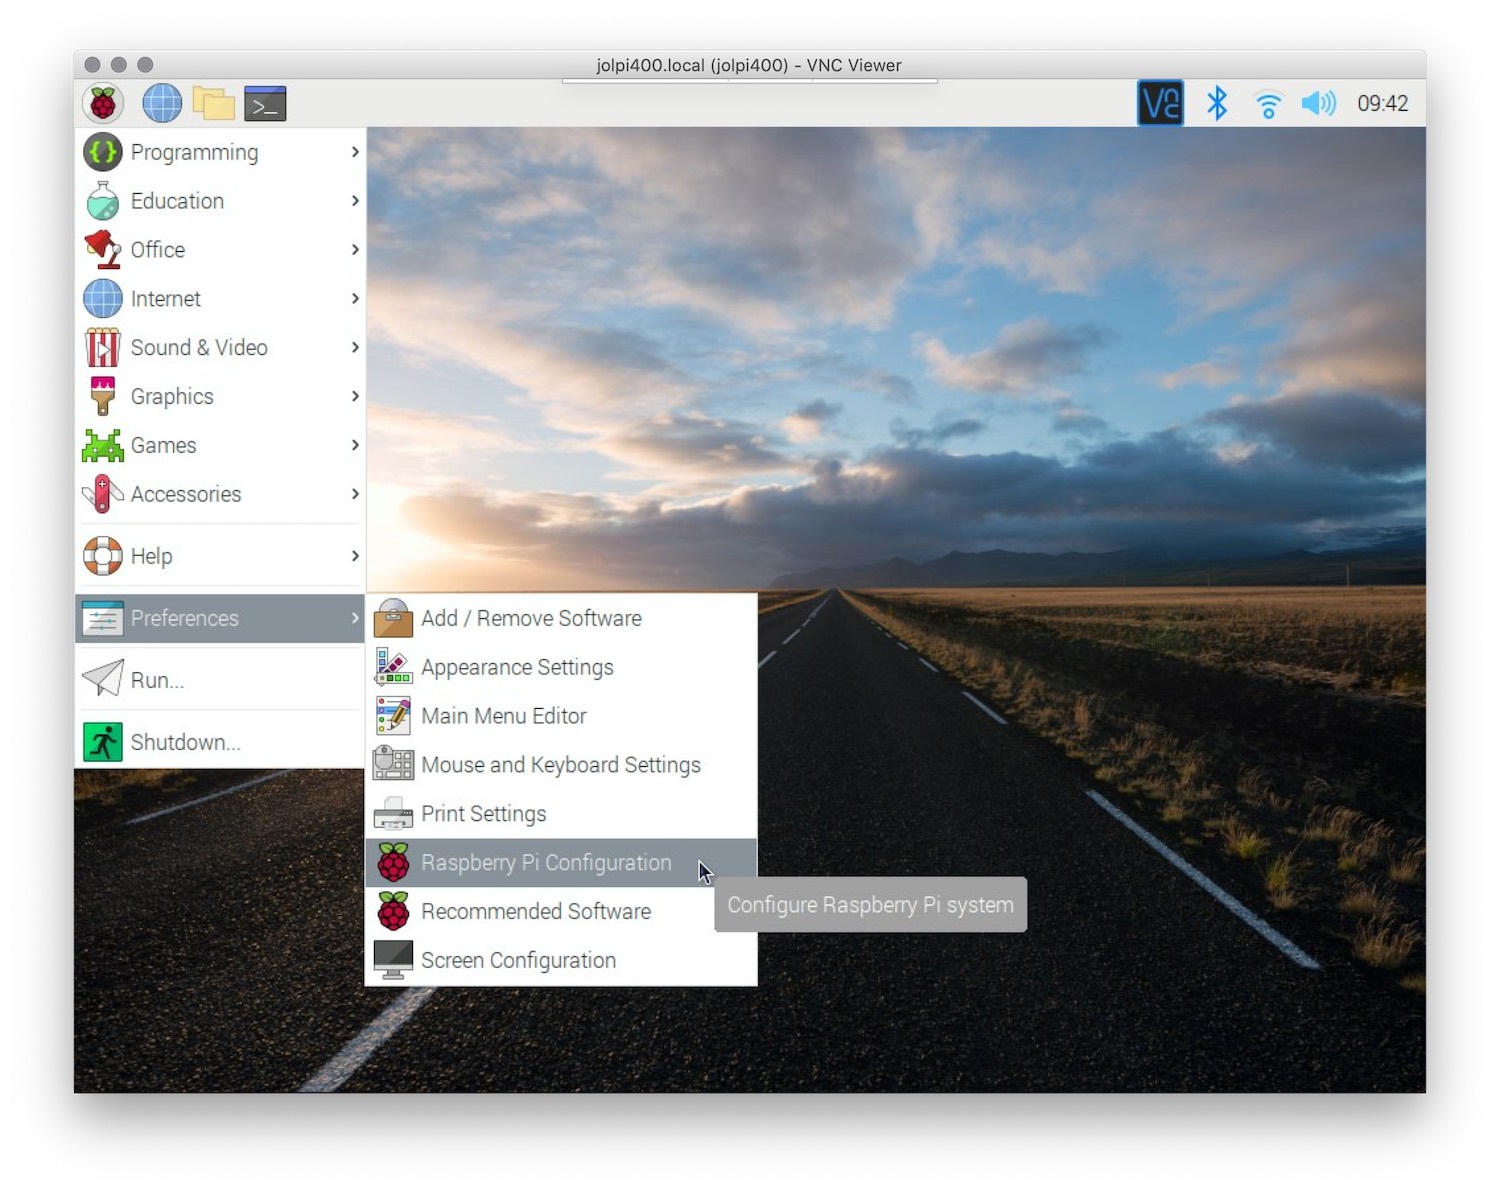 jolpi400.local (jolpi400) - VNC Viewer
>_
VNC
09:42
Programming
Education
Office
Internet
Sound & Video
Graphics
Games
Accessories
Help
Preferences
Run...
Shutdown...
Add / Remove Software
Appearance Settings
Main Menu Editor
Mouse and Keyboard Settings
Print Settings
Raspberry Pi Configuration
Recommended Software
Screen Configuration
Configure Raspberry Pi system